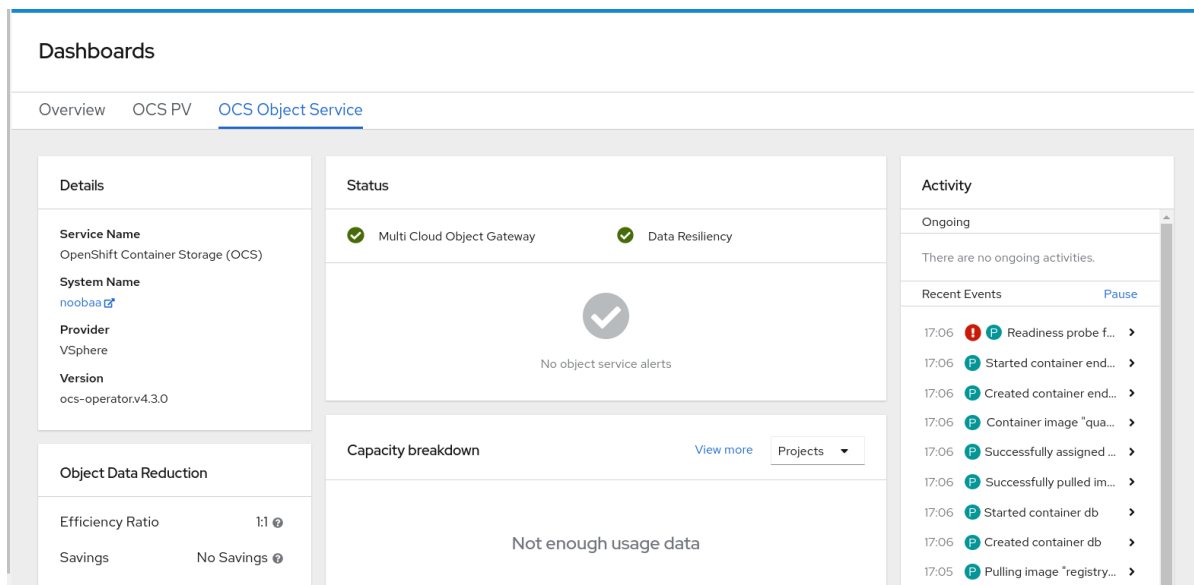 Dashboards
Overview OCS PV OCS Object Service
Details
Service Name
OpenShift Container Storage (OCS)
System Name
noobaa
Provider
VSphere
Version
ocs-operator.v4.3.0
Object Data Reduction
Efficiency Ratio 1:1
Savings No Savings
Status
Multi Cloud Object Gateway Data Resiliency
No object service alerts
Capacity breakdown View more Projects
Not enough usage data
Activity
Ongoing
There are no ongoing activities.
Recent Events Pause
17:06 P Readiness probe f...
17:06 P Started container end...
17:06 P Created container end...
17:06 P Container image "qua...
17:06 P Successfully assigned ...
17:06 P Successfully pulled im...
17:06 P Started container db
17:06 P Created container db
17:05 P Pulling image "registry...